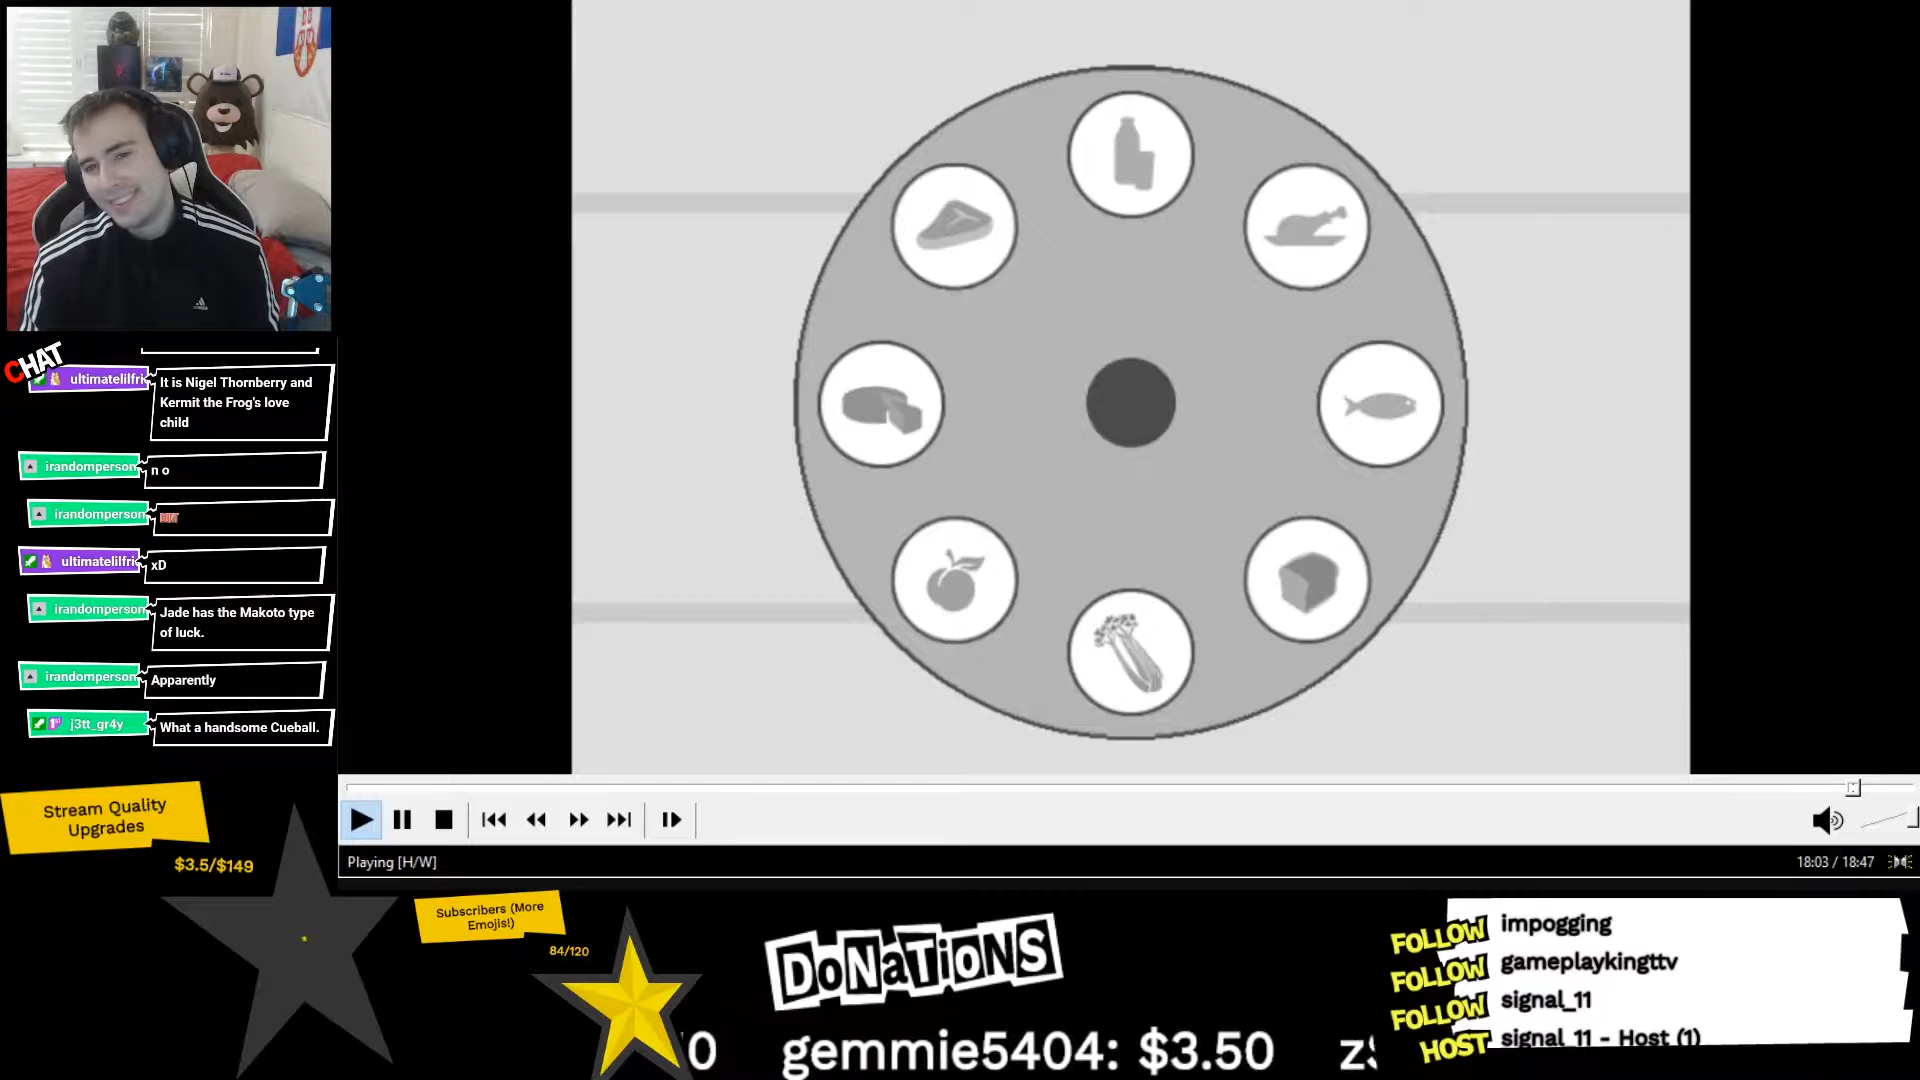 CHAT
ultimatelilfri
It is Nigel Thornberry and
Kermit the Frog's love
child
irandomperson
n o
irandomperson
ultimatelilfri
xD
irandomperson
Jade has the Makoto type
of luck.
irandomperson
Apparently
j3tt_gr4y
What a handsome Cueball.
Stream Quality
Upgrades
$3.5/$149
Playing [H/W]
18:03 / 18:47
Subscribers (More
Emojis!)
84/120
DoNaTiONS
gemmie5404: $3.50
FOLLOW impogging
FOLLOW gameplaykingttv
FOLLOW signal_11
HOST signal_11 - Host (1)